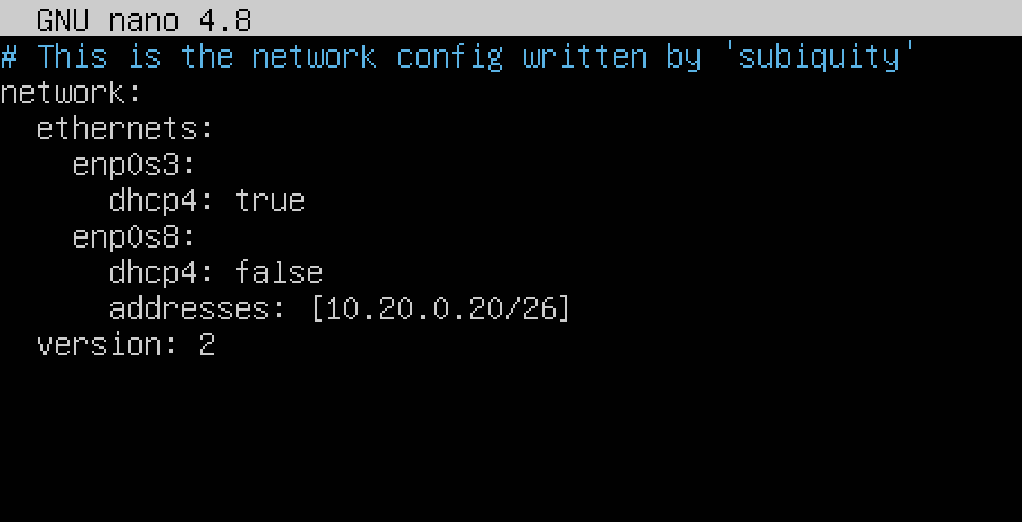 GNU nano 4.8
# This is the network config written by 'subiquity'
network:
  ethernets:
    enp0s3:
      dhcp4: true
    enp0s8:
      dhcp4: false
      addresses: [10.20.0.20/26]
  version: 2